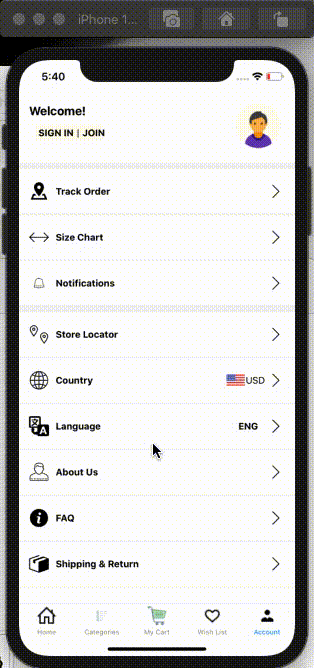 iPhone 1...
5:40
Welcome!
SIGN IN | JOIN
Track Order
Size Chart
Notifications
Store Locator
Country USD
Language ENG
About Us
FAQ
Shipping & Return
Home Categories My Cart Wish List Account